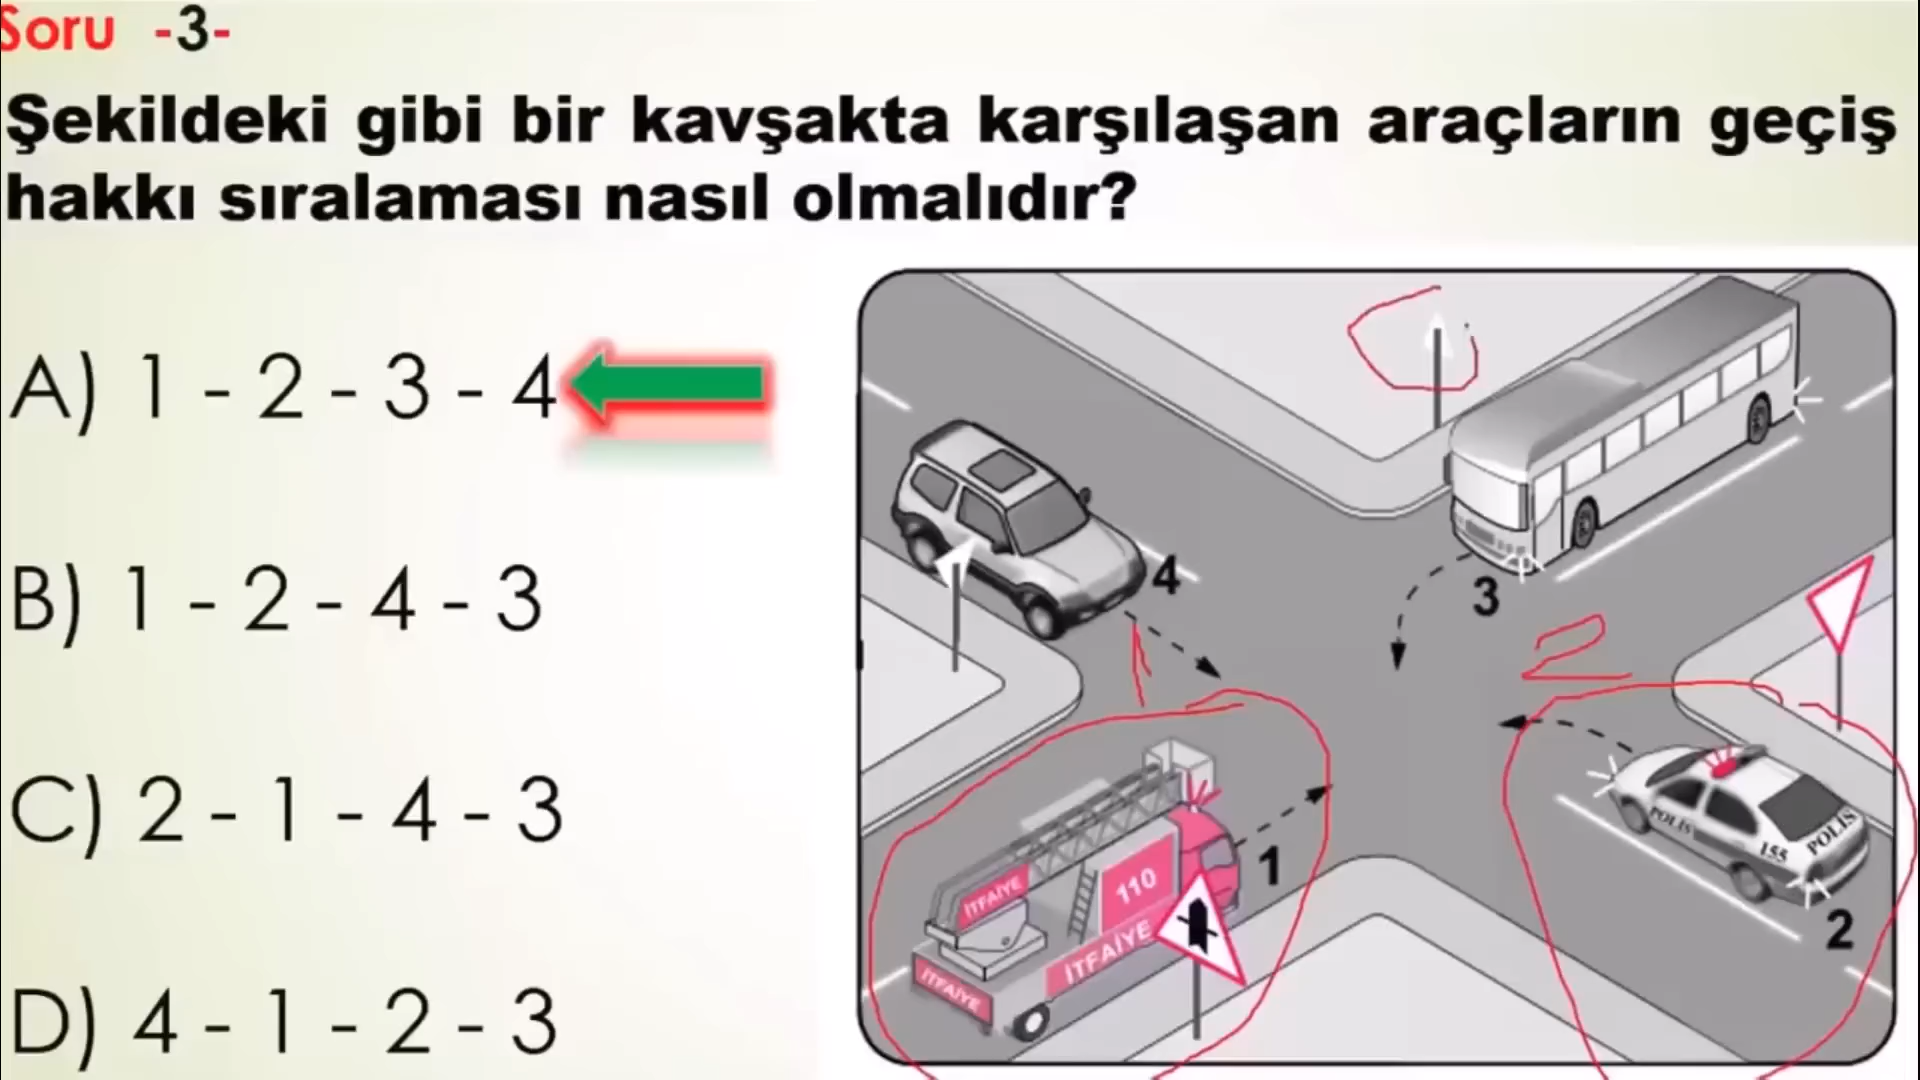 Soru -3-
Şekildeki gibi bir kavşakta karşılaşan araçların geçiş
hakkı sıralaması nasıl olmalıdır?
A) 1 - 2 - 3 - 4
B) 1 - 2 - 4 - 3
C) 2 - 1 - 4 - 3
D) 4 - 1 - 2 - 3
4
3
1
2
1
2
İTFAİYE
110
İTFAİYE
İTFAİYE
POLİS
155
POLİS